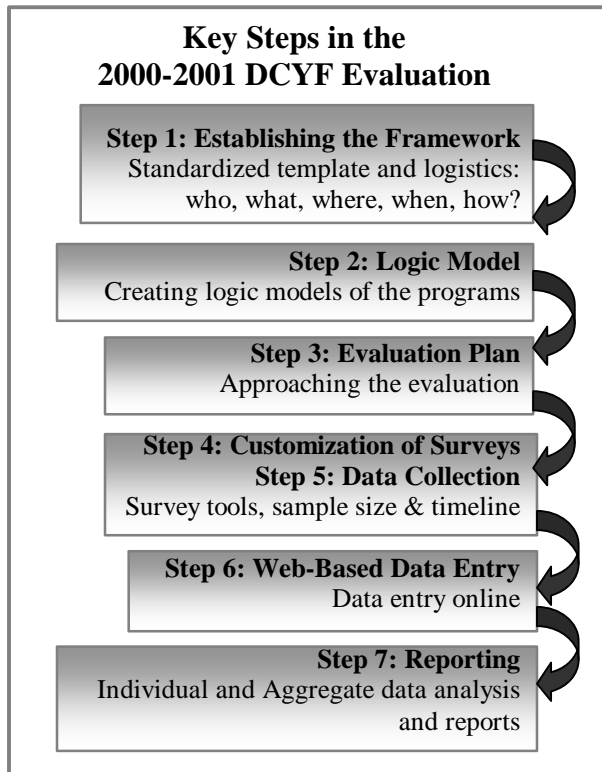 Key Steps in the
2000-2001 DCYF Evaluation
Step 1: Establishing the Framework
Standardized template and logistics:
who, what, where, when, how?
Step 2: Logic Model
Creating logic models of the programs
Step 3: Evaluation Plan
Approaching the evaluation
Step 4: Customization of Surveys
Step 5: Data Collection
Survey tools, sample size & timeline
Step 6: Web-Based Data Entry
Data entry online
Step 7: Reporting
Individual and Aggregate data analysis
and reports